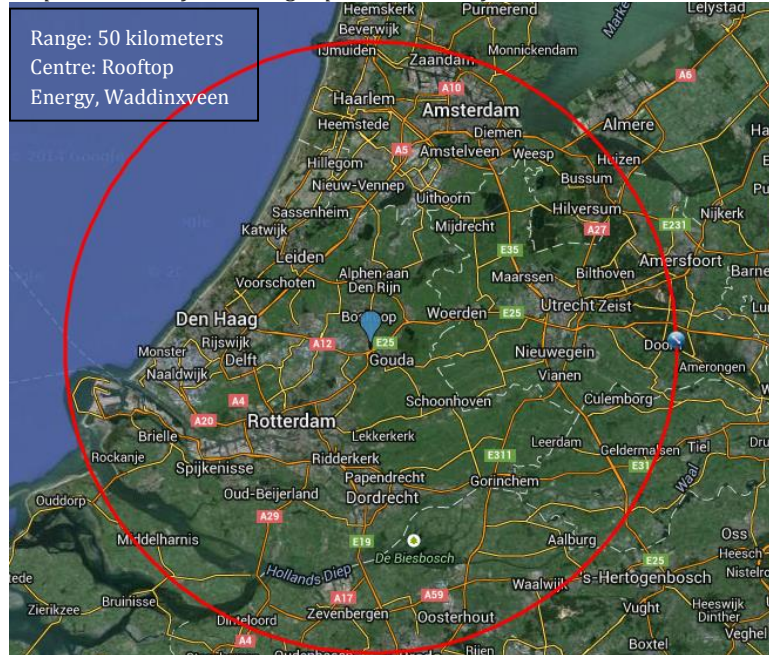 Range: 50 kilometers
Centre: Rooftop
Energy, Waddinxveen
Heemskerk
Purmerend
Lelystad
Beverwijk
IJmuiden
Zaandam
Monnickendam
A6
A10
Haarlem
Amsterdam
Heemstede
Diemen
Almere
A5
Amstelveen
Weesp
Huizen
Hillegom
Bussum
Nieuw-Vennep
Uithoorn
Hilversum
Nijkerk
Sassenheim
Mijdrecht
A27
E231
Katwijk
E35
Leiden
Amersfoort
Alphen aan
Den Rijn
Maarssen
Bilthoven
Voorschoten
Den Haag
Woerden
E25
Utrecht
Zeist
Rijswijk
A12
E25
Monster
Delft
Gouda
Nieuwegein
Amerongen
Naaldwijk
Vianen
A4
Schoonhoven
Culemborg
A20
Rotterdam
Brielle
Lekkerkerk
Leerdam
Geldermalsen
Tiel
Rockanje
Ridderkerk
E311
E31
Spijkenisse
Papendrecht
Gorinchem
Waal
Oud-Beijerland
Dordrecht
Ouddorp
A29
Oss
Middelharnis
E19
De Biesbosch
Aalburg
Heesch
E25
Hollands Diep
Waalwijk
's-Hertogenbosch
A17
A59
Bruinisse
Zierikzee
Zevenbergen
Oosterhout
Vught
Heeswijk
Dinther
Dinteloord
A4
Rijen
Boxtel